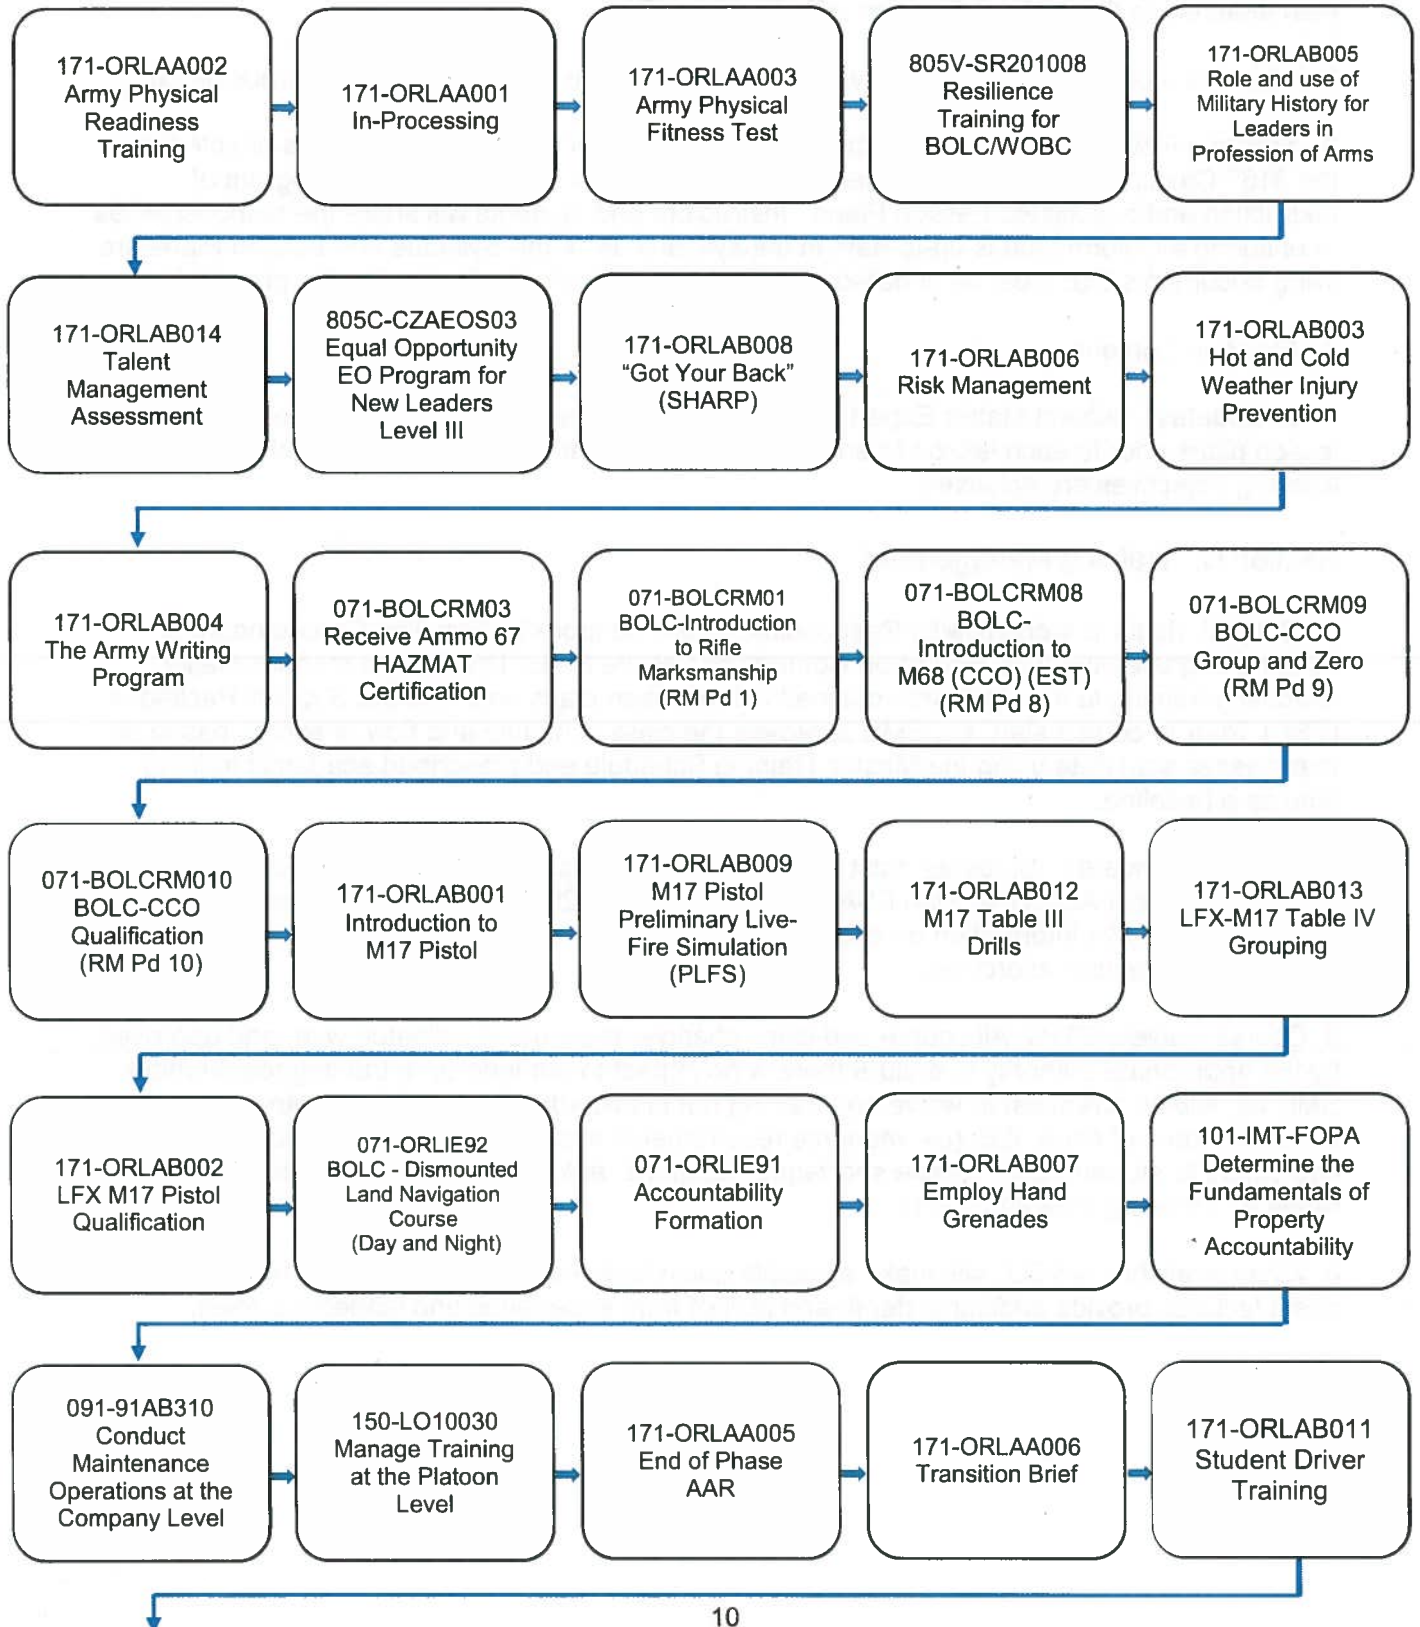 171-ORLAA002
Army Physical
Readiness
Training
171-ORLAA001
In-Processing
171-ORLAA003
Army Physical
Fitness Test
805V-SR201008
Resilience
Training for
BOLC/WOBC
171-ORLAB005
Role and use of
Military History for
Leaders in
Profession of Arms
171-ORLAB014
Talent
Management
Assessment
805C-CZAEOS03
Equal Opportunity
EO Program for
New Leaders
Level III
171-ORLAB008
“Got Your Back”
(SHARP)
171-ORLAB006
Risk Management
171-ORLAB003
Hot and Cold
Weather Injury
Prevention
171-ORLAB004
The Army Writing
Program
071-BOLCRM03
Receive Ammo 67
HAZMAT
Certification
071-BOLCRM01
BOLC-Introduction
to Rifle
Marksmanship
(RM Pd 1)
071-BOLCRM08
BOLC-
Introduction to
M68 (CCO) (EST)
(RM Pd 8)
071-BOLCRM09
BOLC-CCO
Group and Zero
(RM Pd 9)
071-BOLCRM010
BOLC-CCO
Qualification
(RM Pd 10)
171-ORLAB001
Introduction to
M17 Pistol
171-ORLAB009
M17 Pistol
Preliminary Live-
Fire Simulation
(PLFS)
171-ORLAB012
M17 Table III
Drills
171-ORLAB013
LFX-M17 Table IV
Grouping
171-ORLAB002
LFX M17 Pistol
Qualification
071-ORLIE92
BOLC - Dismounted
Land Navigation
Course
(Day and Night)
071-ORLIE91
Accountability
Formation
171-ORLAB007
Employ Hand
Grenades
101-IMT-FOPA
Determine the
Fundamentals of
Property
Accountability
091-91AB310
Conduct
Maintenance
Operations at the
Company Level
150-LO10030
Manage Training
at the Platoon
Level
171-ORLAA005
End of Phase
AAR
171-ORLAA006
Transition Brief
171-ORLAB011
Student Driver
Training
10